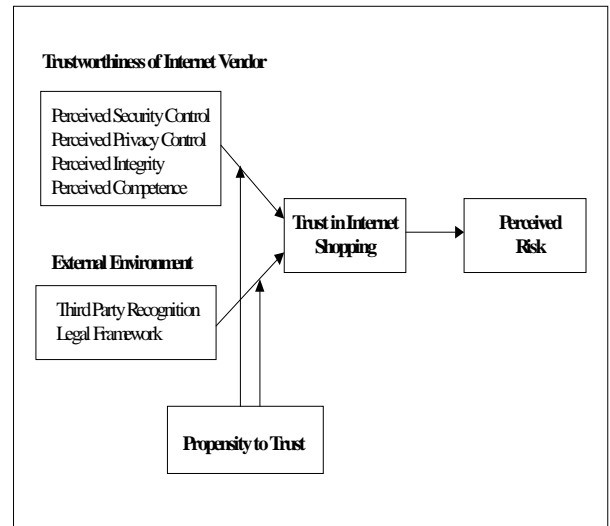 Trustworthiness of Internet Vendor
Perceived Security Control
Perceived Privacy Control
Perceived Integrity
Perceived Competence
Trust in Internet
Shopping
Perceived
Risk
External Environment
Third Party Recognition
Legal Framework
Propensity to Trust